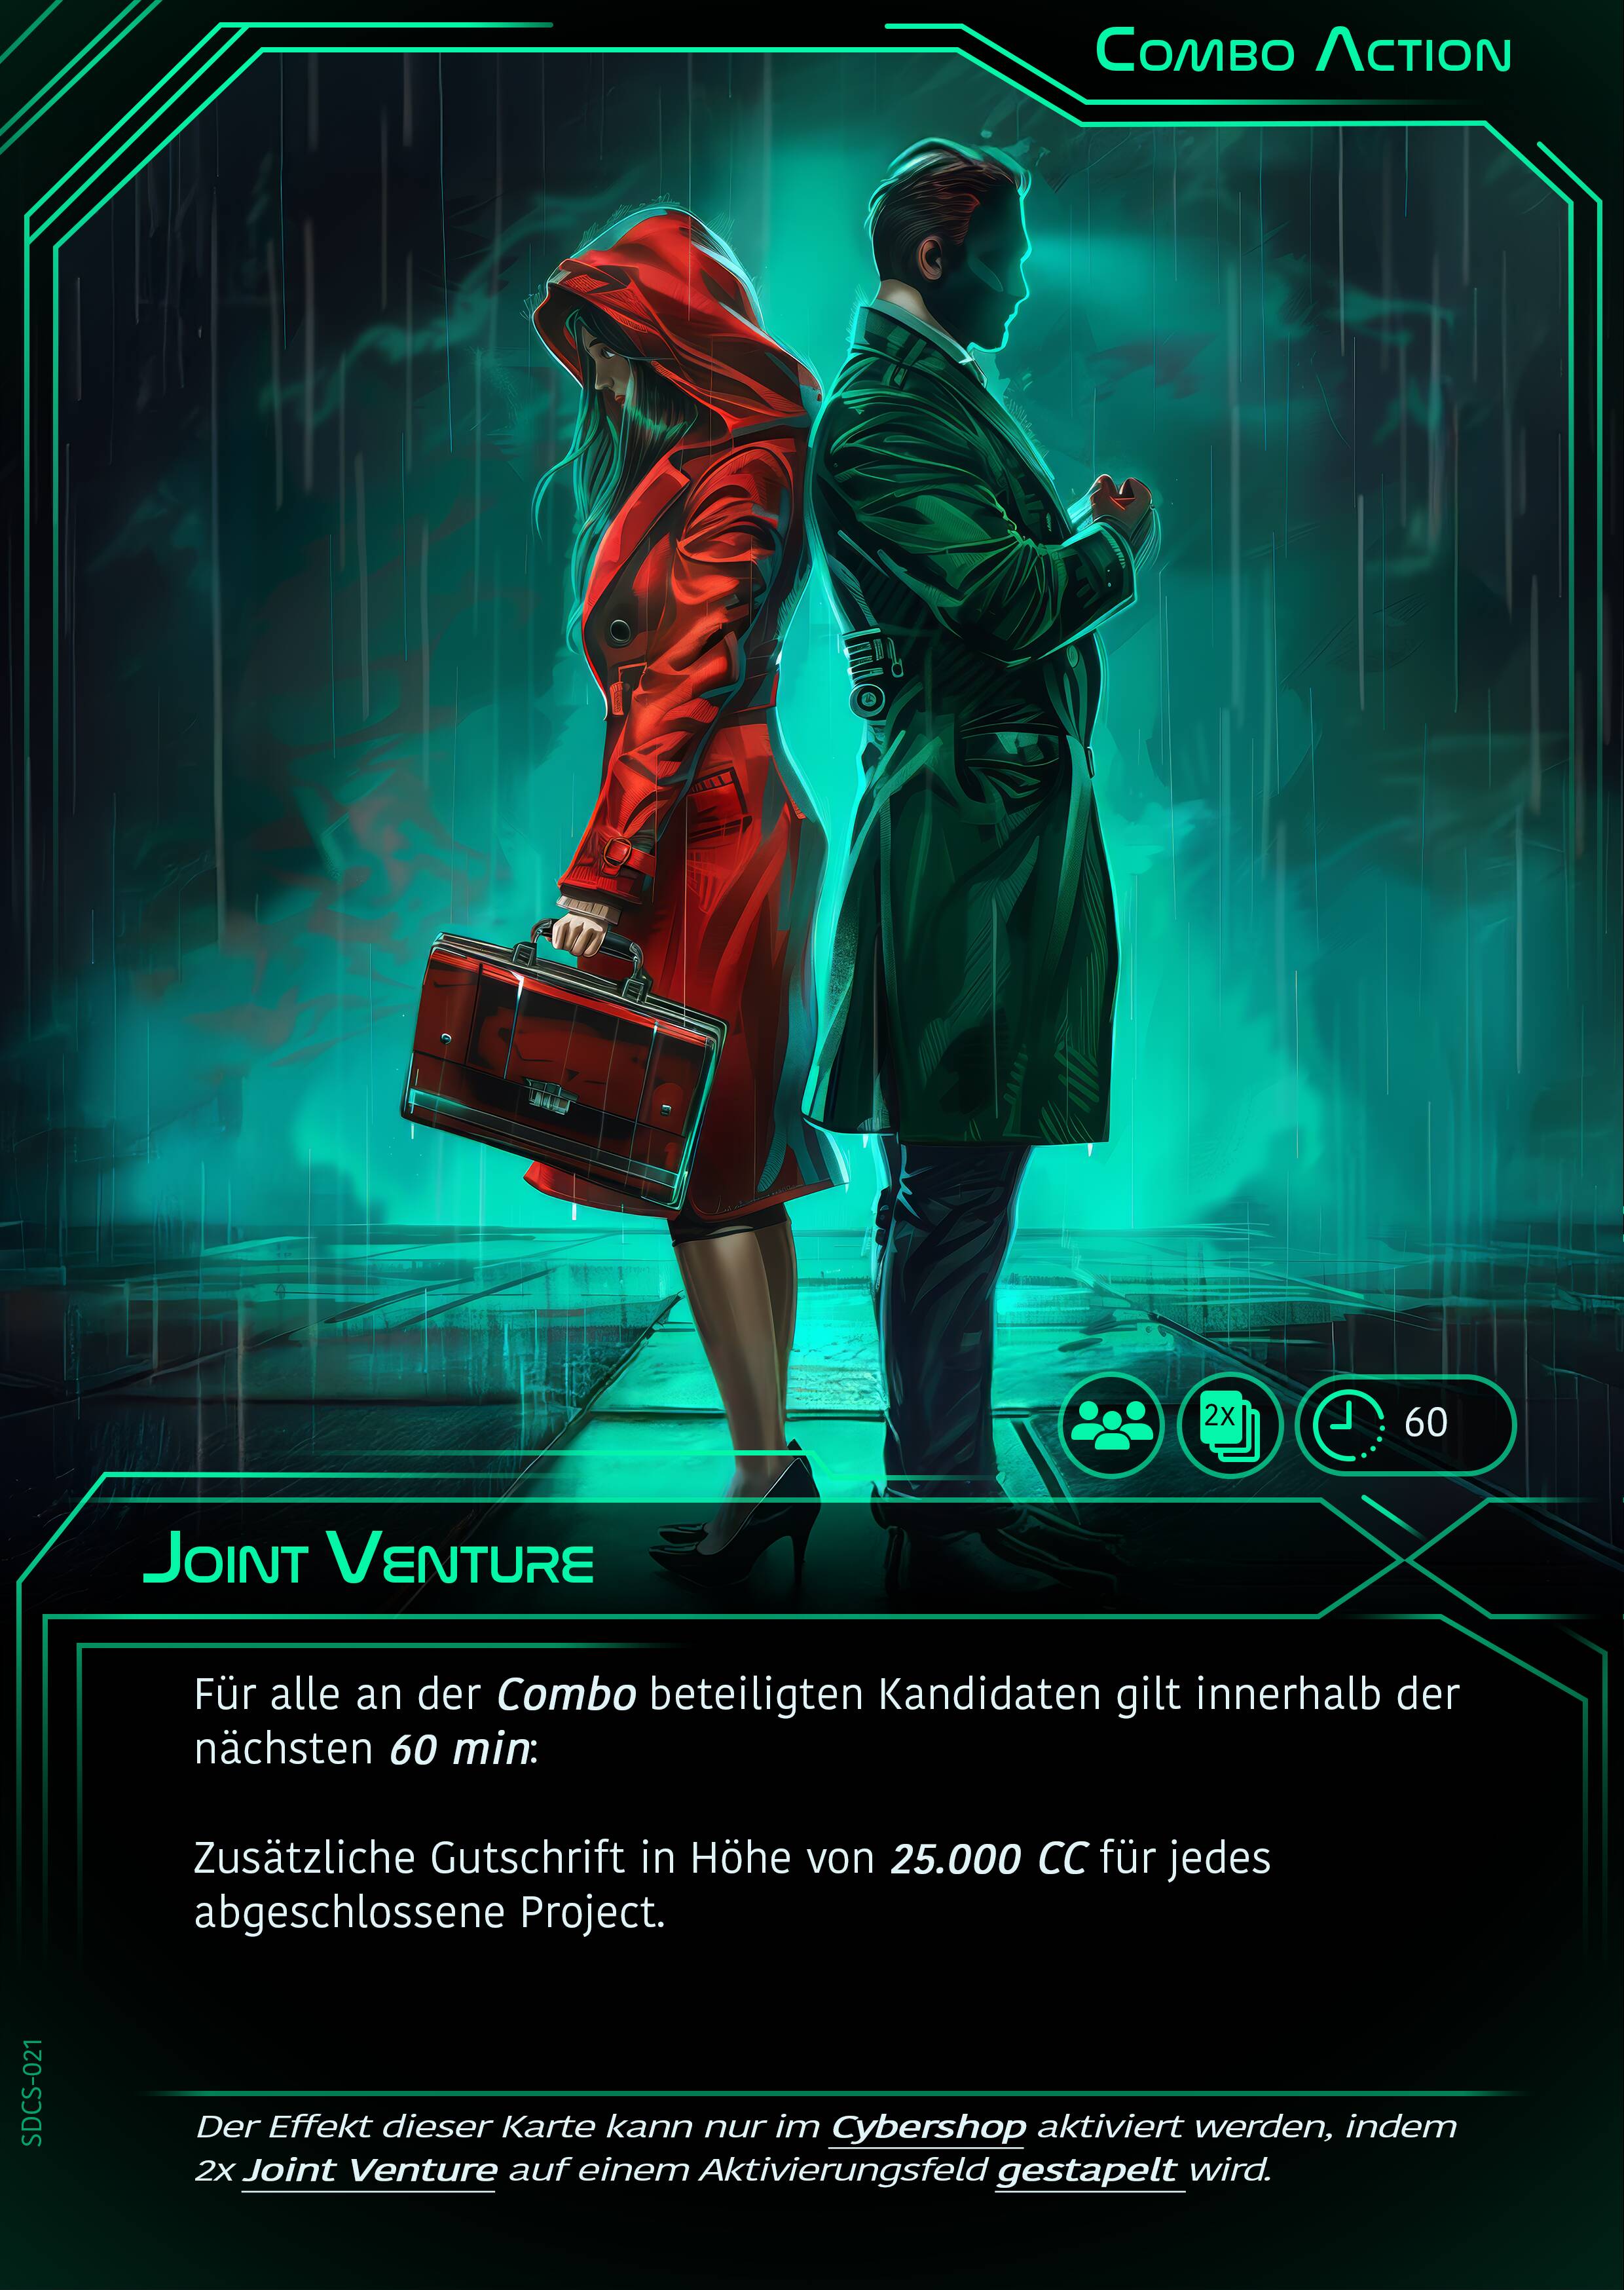 Combo Action
2X
60
Joint Venture
Für alle an der Combo beteiligten Kandidaten gilt innerhalb der
nächsten 60 min:
Zusätzliche Gutschrift in Höhe von 25.000 CC für jedes
abgeschlossene Project.
SDCS-021
Der Effekt dieser Karte kann nur im Cybershop aktiviert werden, indem
2x Joint Venture auf einem Aktivierungsfeld gestapelt wird.